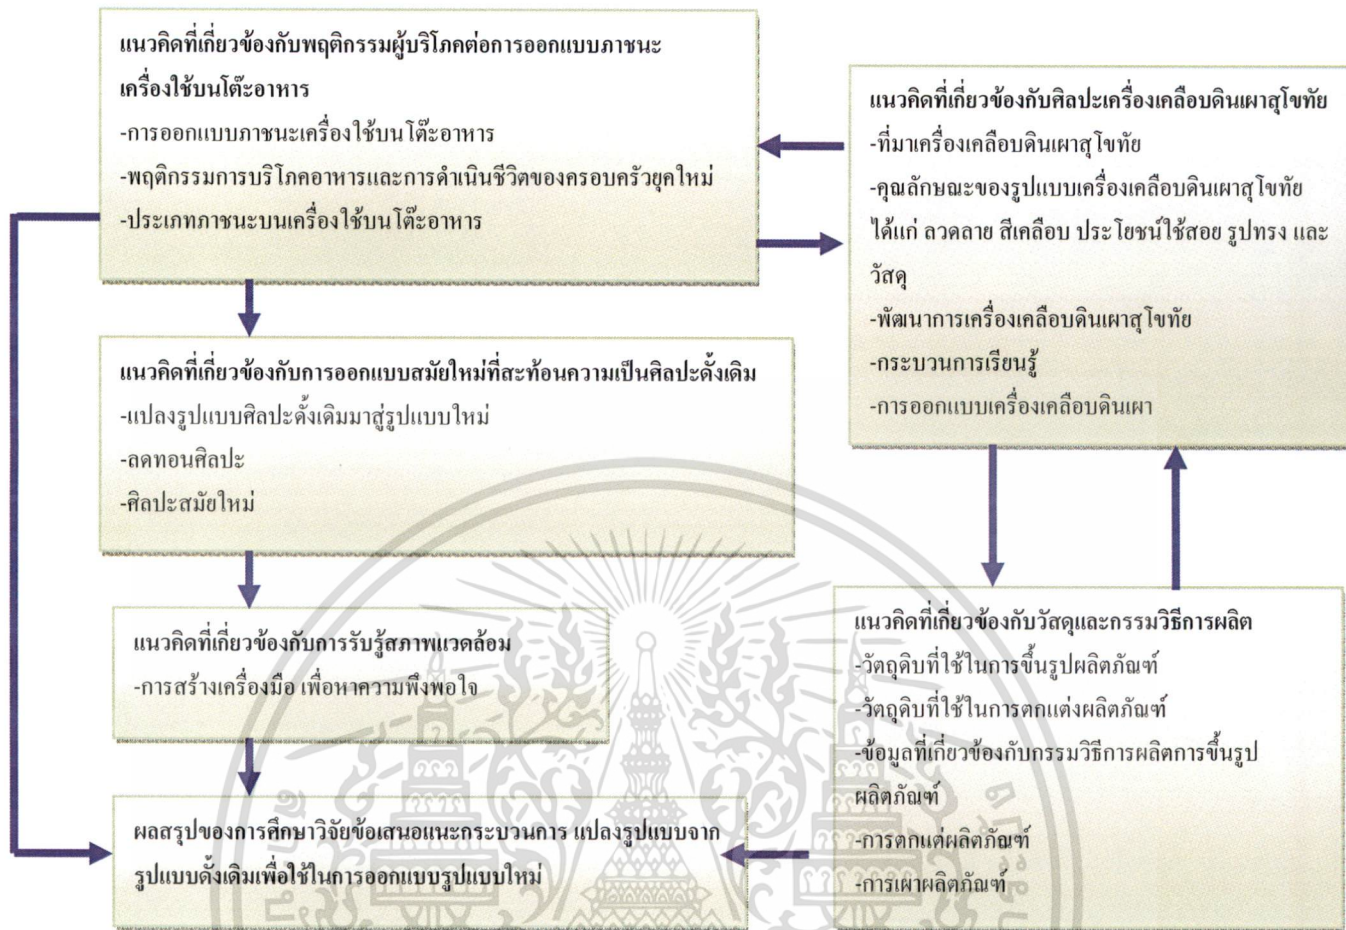 แนวคิดที่เกี่ยวข้องกับพฤติกรรมผู้บริโภคต่อการออกแบบภาชนะ
เครื่องใช้บนโต๊ะอาหาร
-การออกแบบภาชนะเครื่องใช้บนโต๊ะอาหาร
-พฤติกรรมการบริโภคอาหารและการดำเนินชีวิตของครอบครัวยุคใหม่
-ประเภทภาชนะบนเครื่องใช้บนโต๊ะอาหาร
แนวคิดที่เกี่ยวข้องกับศิลปะเครื่องเคลือบดินเผาสุโขทัย
-ที่มาเครื่องเคลือบดินเผาสุโขทัย
-คุณลักษณะของรูปแบบเครื่องเคลือบดินเผาสุโขทัย
ได้แก่ ลวดลาย สีเคลือบ ประโยชน์ใช้สอย รูปทรง และ
วัสดุ
-พัฒนาการเครื่องเคลือบดินเผาสุโขทัย
-กระบวนการเรียนรู้
-การออกแบบเครื่องเคลือบดินเผา
แนวคิดที่เกี่ยวข้องกับการออกแบบสมัยใหม่ที่สะท้อนความเป็นศิลปะดั้งเดิม
-แปลงรูปแบบศิลปะดั้งเดิมมาสู่รูปแบบใหม่
-ลดทอนศิลปะ
-ศิลปะสมัยใหม่
แนวคิดที่เกี่ยวข้องกับการรับรู้สภาพแวดล้อม
-การสร้างเครื่องมือ เพื่อหาความพึงพอใจ
แนวคิดที่เกี่ยวข้องกับวัสดุและกรรมวิธีการผลิต
-วัตถุดิบที่ใช้ในการขึ้นรูปผลิตภัณฑ์
-วัตถุดิบที่ใช้ในการตกแต่งผลิตภัณฑ์
-ข้อมูลที่เกี่ยวข้องกับกรรมวิธีการผลิตการขึ้นรูป
ผลิตภัณฑ์
-การตกแต่ผลิตภัณฑ์
-การเผาผลิตภัณฑ์
ผลสรุปของการศึกษาวิจัยข้อเสนอแนะกระบวนการ แปลงรูปแบบจาก
รูปแบบดั้งเดิมเพื่อใช้ในการออกแบบรูปแบบใหม่